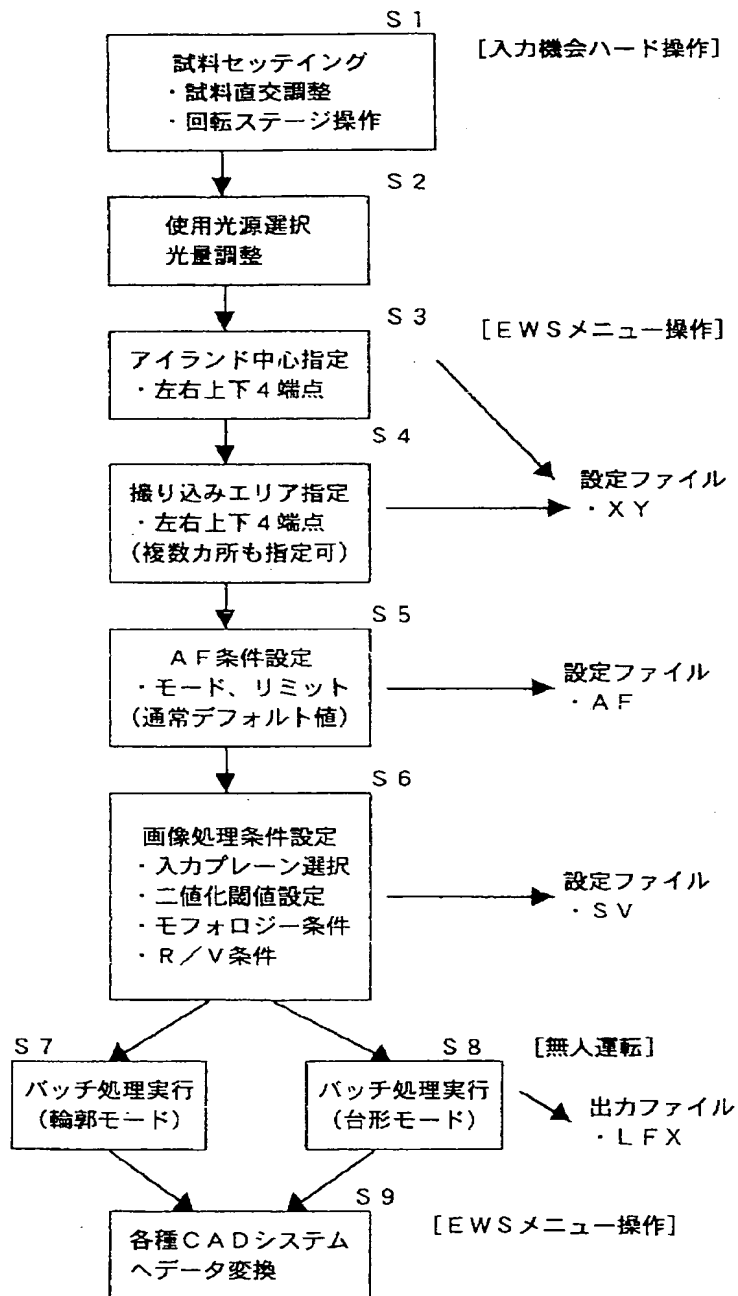 S1
[入力機会ハード操作]
試料セッテイング
・試料直交調整
・回転ステージ操作
S2
使用光源選択
光量調整
S3
[EWSメニュー操作]
アイランド中心指定
・左右上下4端点
S4
撮り込みエリア指定
・左右上下4端点
(複数カ所も指定可)
設定ファイル
・XY
S5
AF条件設定
・モード、リミット
(通常デフォルト値)
設定ファイル
・AF
S6
画像処理条件設定
・入力プレーン選択
・二値化閾値設定
・モフォロジー条件
・R/V条件
設定ファイル
・SV
S7
バッチ処理実行
(輪郭モード)
S8
[無人運転]
バッチ処理実行
(台形モード)
出力ファイル
・LFX
S9
[EWSメニュー操作]
各種CADシステム
へデータ変換